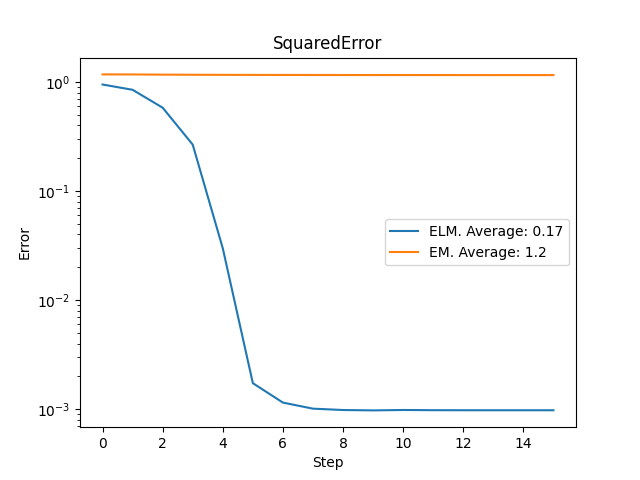 SquaredError
Error
10⁰
10⁻¹
10⁻²
10⁻³
ELM. Average: 0.17
EM. Average: 1.2
0 2 4 6 8 10 12 14
Step